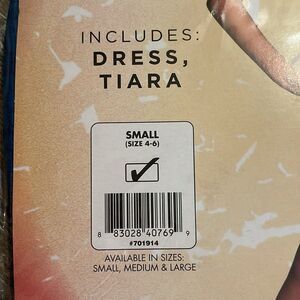 INCLUDES:
DRESS,
TIARA
SMALL
(SIZE 4-6)
8 83028 40769 9
#701914
AVAILABLE IN SIZES:
SMALL, MEDIUM & LARGE